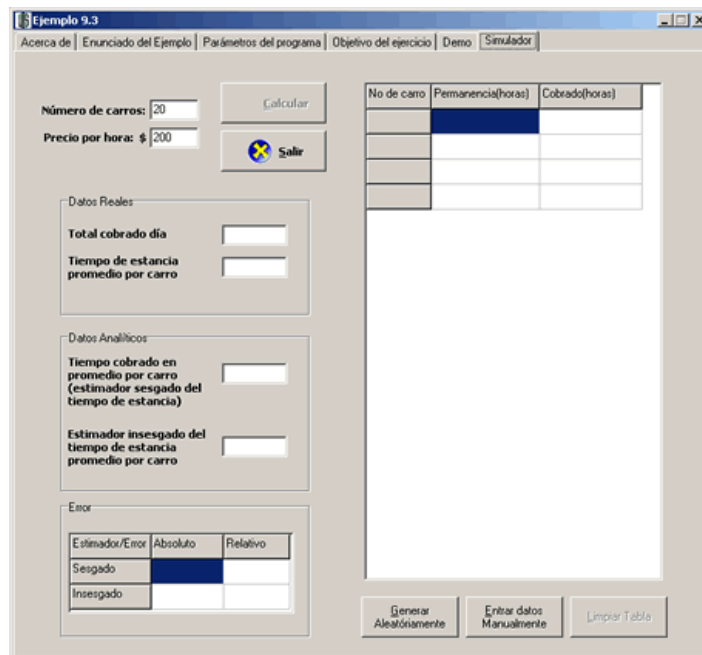 Ejemplo 9.3
Acerca de Enunciado del Ejemplo Parámetros del programa Objetivo del ejercicio Demo Simulador
Número de carros: 20
Precio por hora: $ 200
Calcular
Salir
Datos Reales
Total cobrado día
Tiempo de estancia
promedio por carro
Datos Analíticos
Tiempo cobrado en
promedio por carro
(estimador sesgado del
tiempo de estancia)
Estimador insesgado del
tiempo de estancia
promedio por carro
Error
Estimador/Error Absoluto Relativo
Sesgado
Insesgado
No de carro Permanencia(horas) Cobrado(horas)
Generar
Aleatóriamente
Entrar datos
Manualmente
Limpiar Tabla